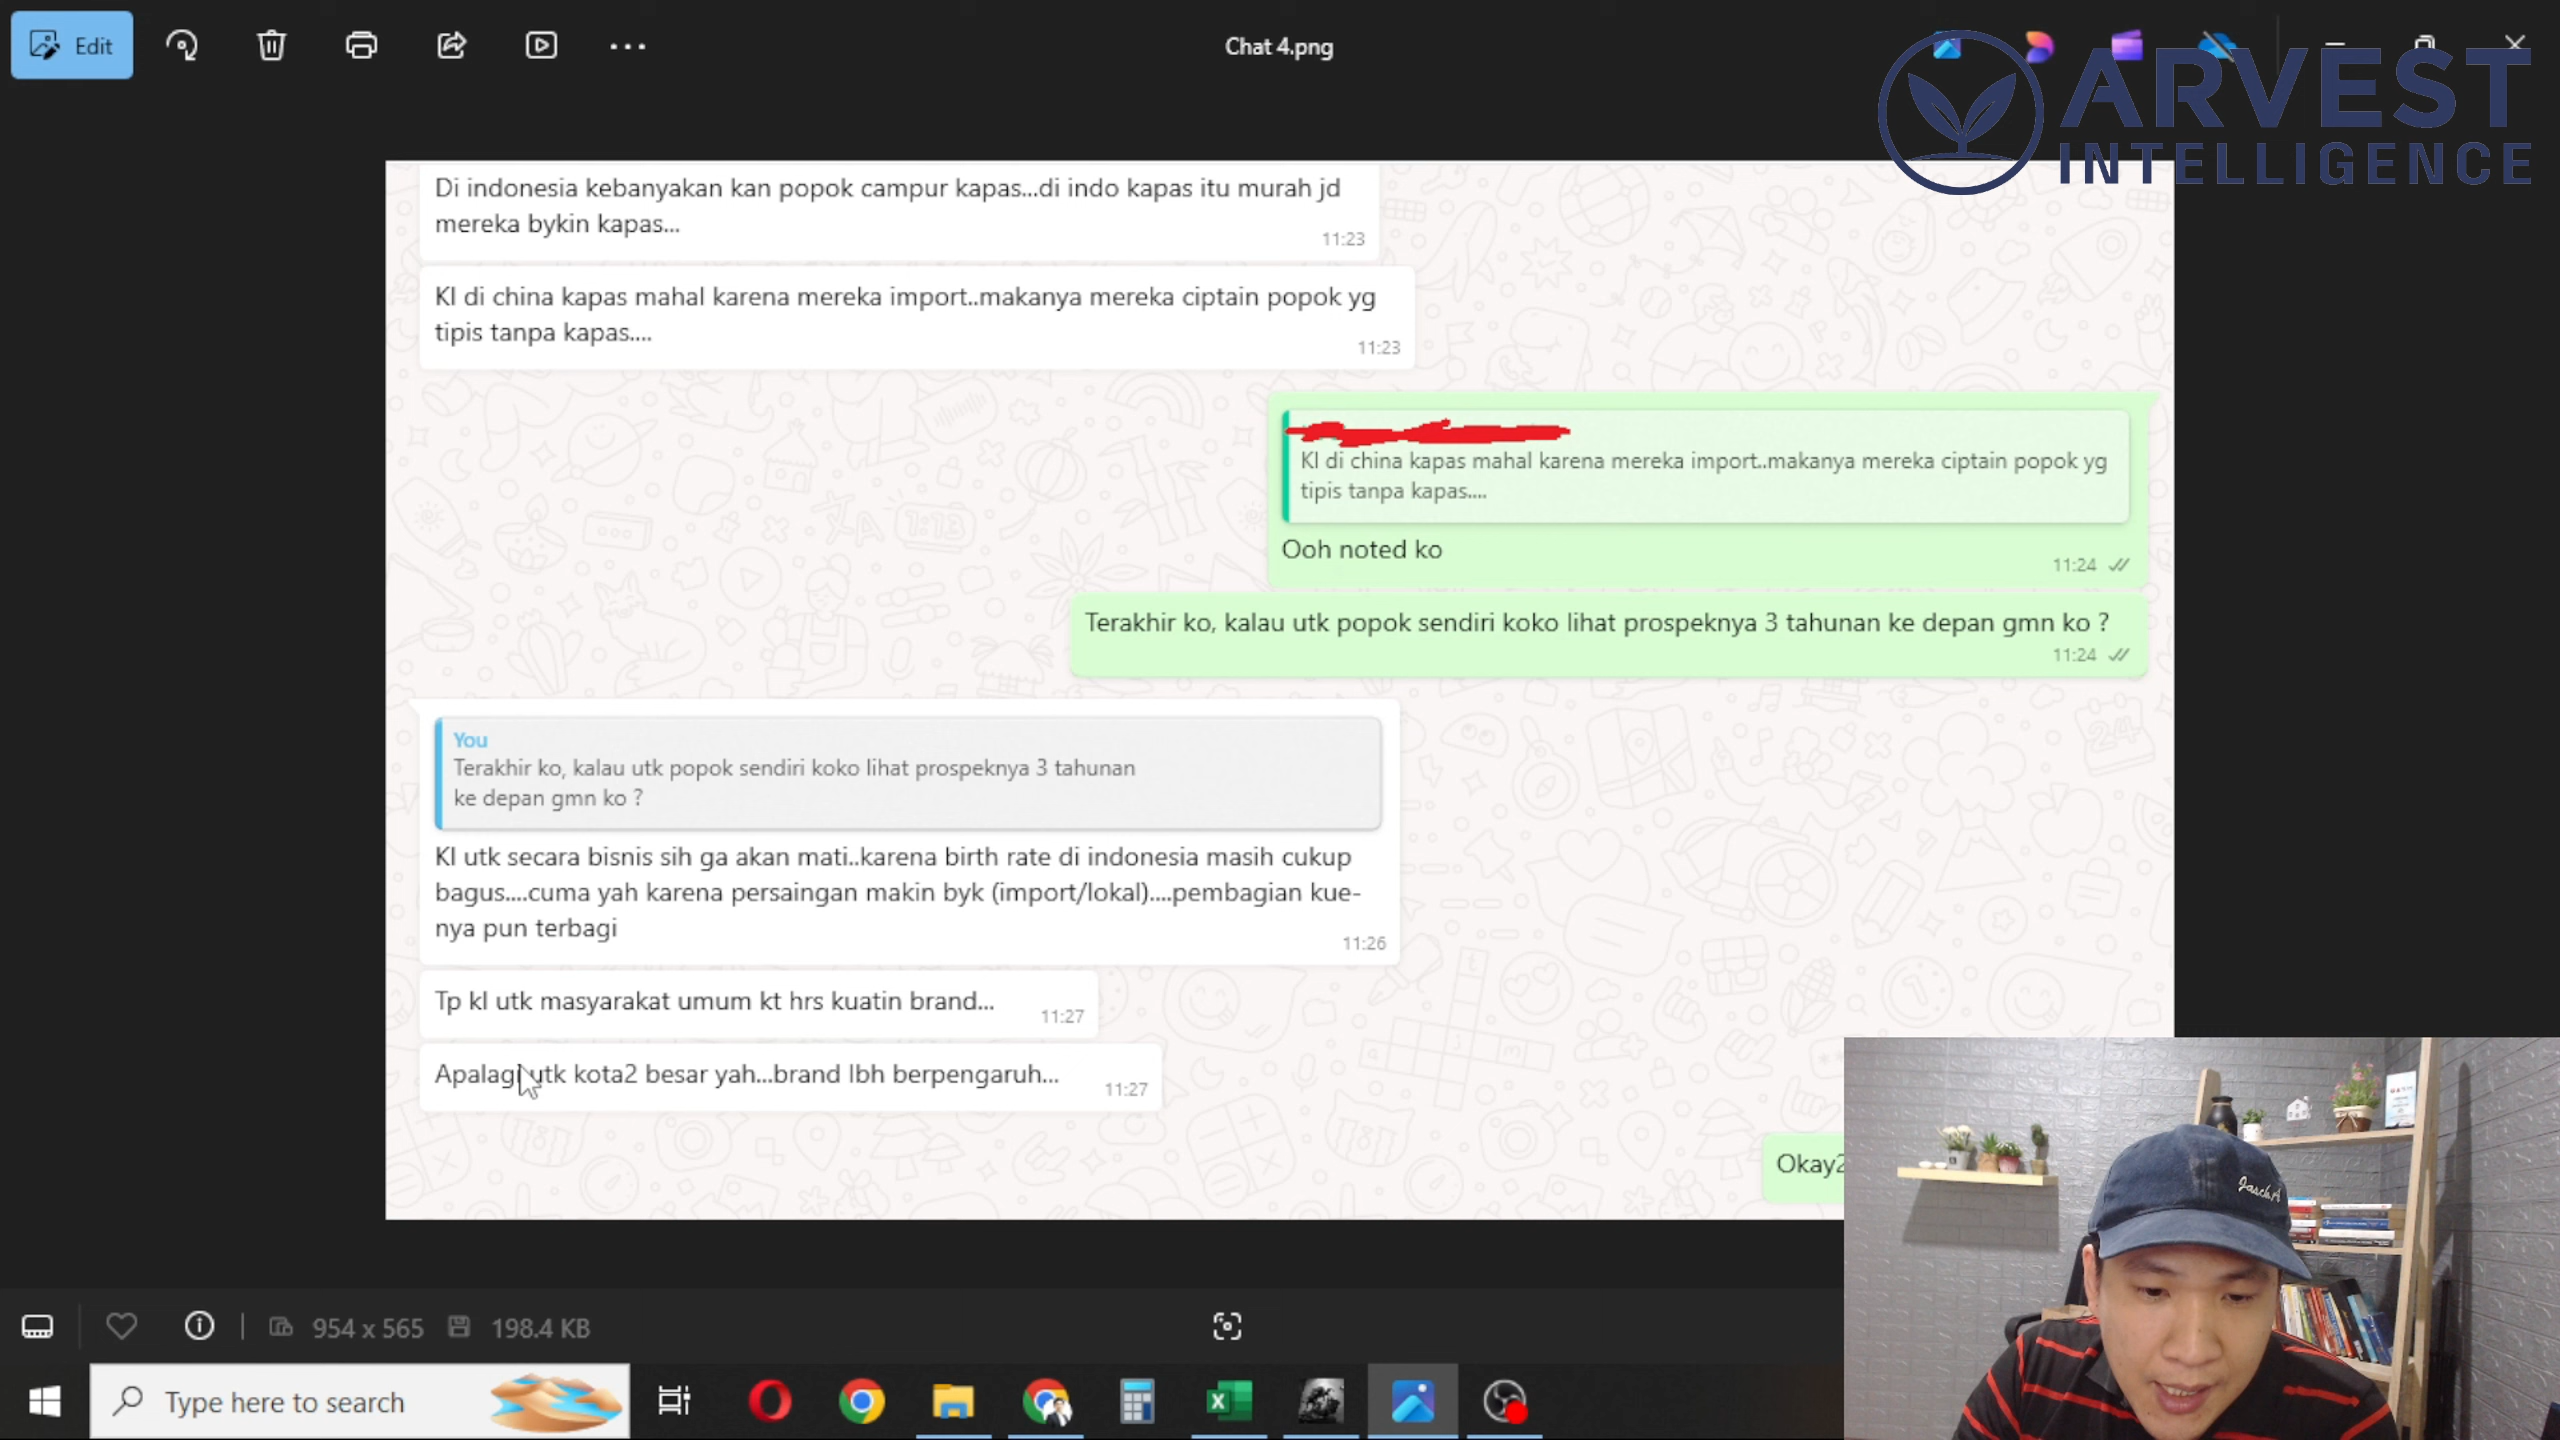 Edit
Chat 4.png
ARVEST
INTELLIGENCE
Di indonesia kebanyakan kan popok campur kapas...di indo kapas itu murah jd
mereka bykin kapas...
11:23
Kl di china kapas mahal karena mereka import..makanya mereka ciptain popok yg
tipis tanpa kapas....
11:23
Kl di china kapas mahal karena mereka import..makanya mereka ciptain popok yg
tipis tanpa kapas....
Ooh noted ko
11:24
Terakhir ko, kalau utk popok sendiri koko lihat prospeknya 3 tahunan ke depan gmn ko ?
11:24
You
Terakhir ko, kalau utk popok sendiri koko lihat prospeknya 3 tahunan
ke depan gmn ko ?
Kl utk secara bisnis sih ga akan mati..karena birth rate di indonesia masih cukup
bagus....cuma yah karena persaingan makin byk (import/lokal)....pembagian kue-
nya pun terbagi
11:26
Tp kl utk masyarakat umum kt hrs kuatin brand...
11:27
Apalagi utk kota2 besar yah...brand lbh berpengaruh...
11:27
Okay2
954 x 565
198.4 KB
Type here to search